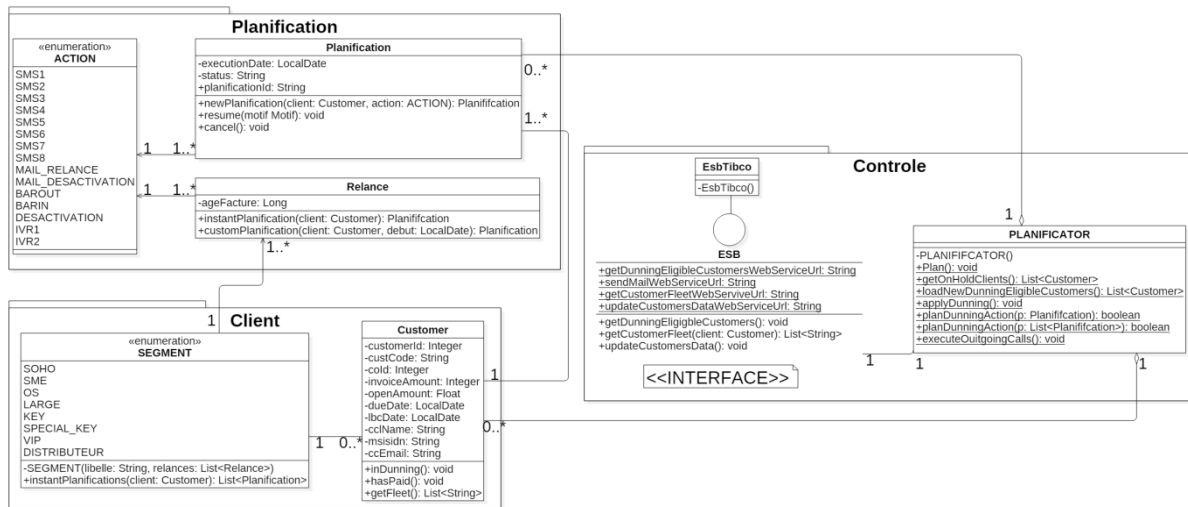 Planification
«enumeration»
ACTION
SMS1
SMS2
SMS3
SMS4
SMS5
SMS6
SMS7
SMS8
MAIL_RELANCE
MAIL_DESACTIVATION
BAROUT
BARIN
DESACTIVATION
IVR1
IVR2
Planification
-executionDate: LocalDate
-status: String
+planificationId: String
+newPlanification(client: Customer, action: ACTION): Planififcation
+resume(motif Motif): void
+cancel(): void
0..*
1..*
1 1..*
1 1..*
Relance
-ageFacture: Long
+instantPlanification(client: Customer): Planififcation
+customPlanification(client: Customer, debut: LocalDate): Planification
1..*
1
Client
«enumeration»
SEGMENT
SOHO
SME
OS
LARGE
KEY
SPECIAL_KEY
VIP
DISTRIBUTEUR
-SEGMENT(libelle: String, relances: List<Relance>)
+instantPlanifications(client: Customer): List<Planification>
1 0..*
Customer
-customerId: Integer
-custCode: String
-coId: Integer
-invoiceAmount: Integer
-openAmount: Float
-dueDate: LocalDate
-lbcDate: LocalDate
-cclName: String
-msisidn: String
-ccEmail: String
+inDunning(): void
+hasPaid(): void
+getFleet(): List<String>
1
0..*
Controle
EsbTibco
-EsbTibco()
ESB
+getDunningEligibleCustomersWebServiceUrl: String
+sendMailWebServiceUrl: String
+getCustomerFleetWebServiveUrl: String
+updateCustomersDataWebServiceUrl: String
+getDunningEligigbleCustomers(): void
+getCustomerFleet(client: Customer): List<String>
+updateCustomersData(): void
<<INTERFACE>>
1
PLANIFICATOR
-PLANIFIFCATOR()
+Plan(): void
+getOnHoldClients(): List<Customer>
+loadNewDunningEligibleCustomers(): List<Customer>
+applyDunning(): void
+planDunningAction(p: Planififcation): boolean
+planDunningAction(p: List<Planififcation>): boolean
+executeOuitgoingCalls(): void
1 1
1